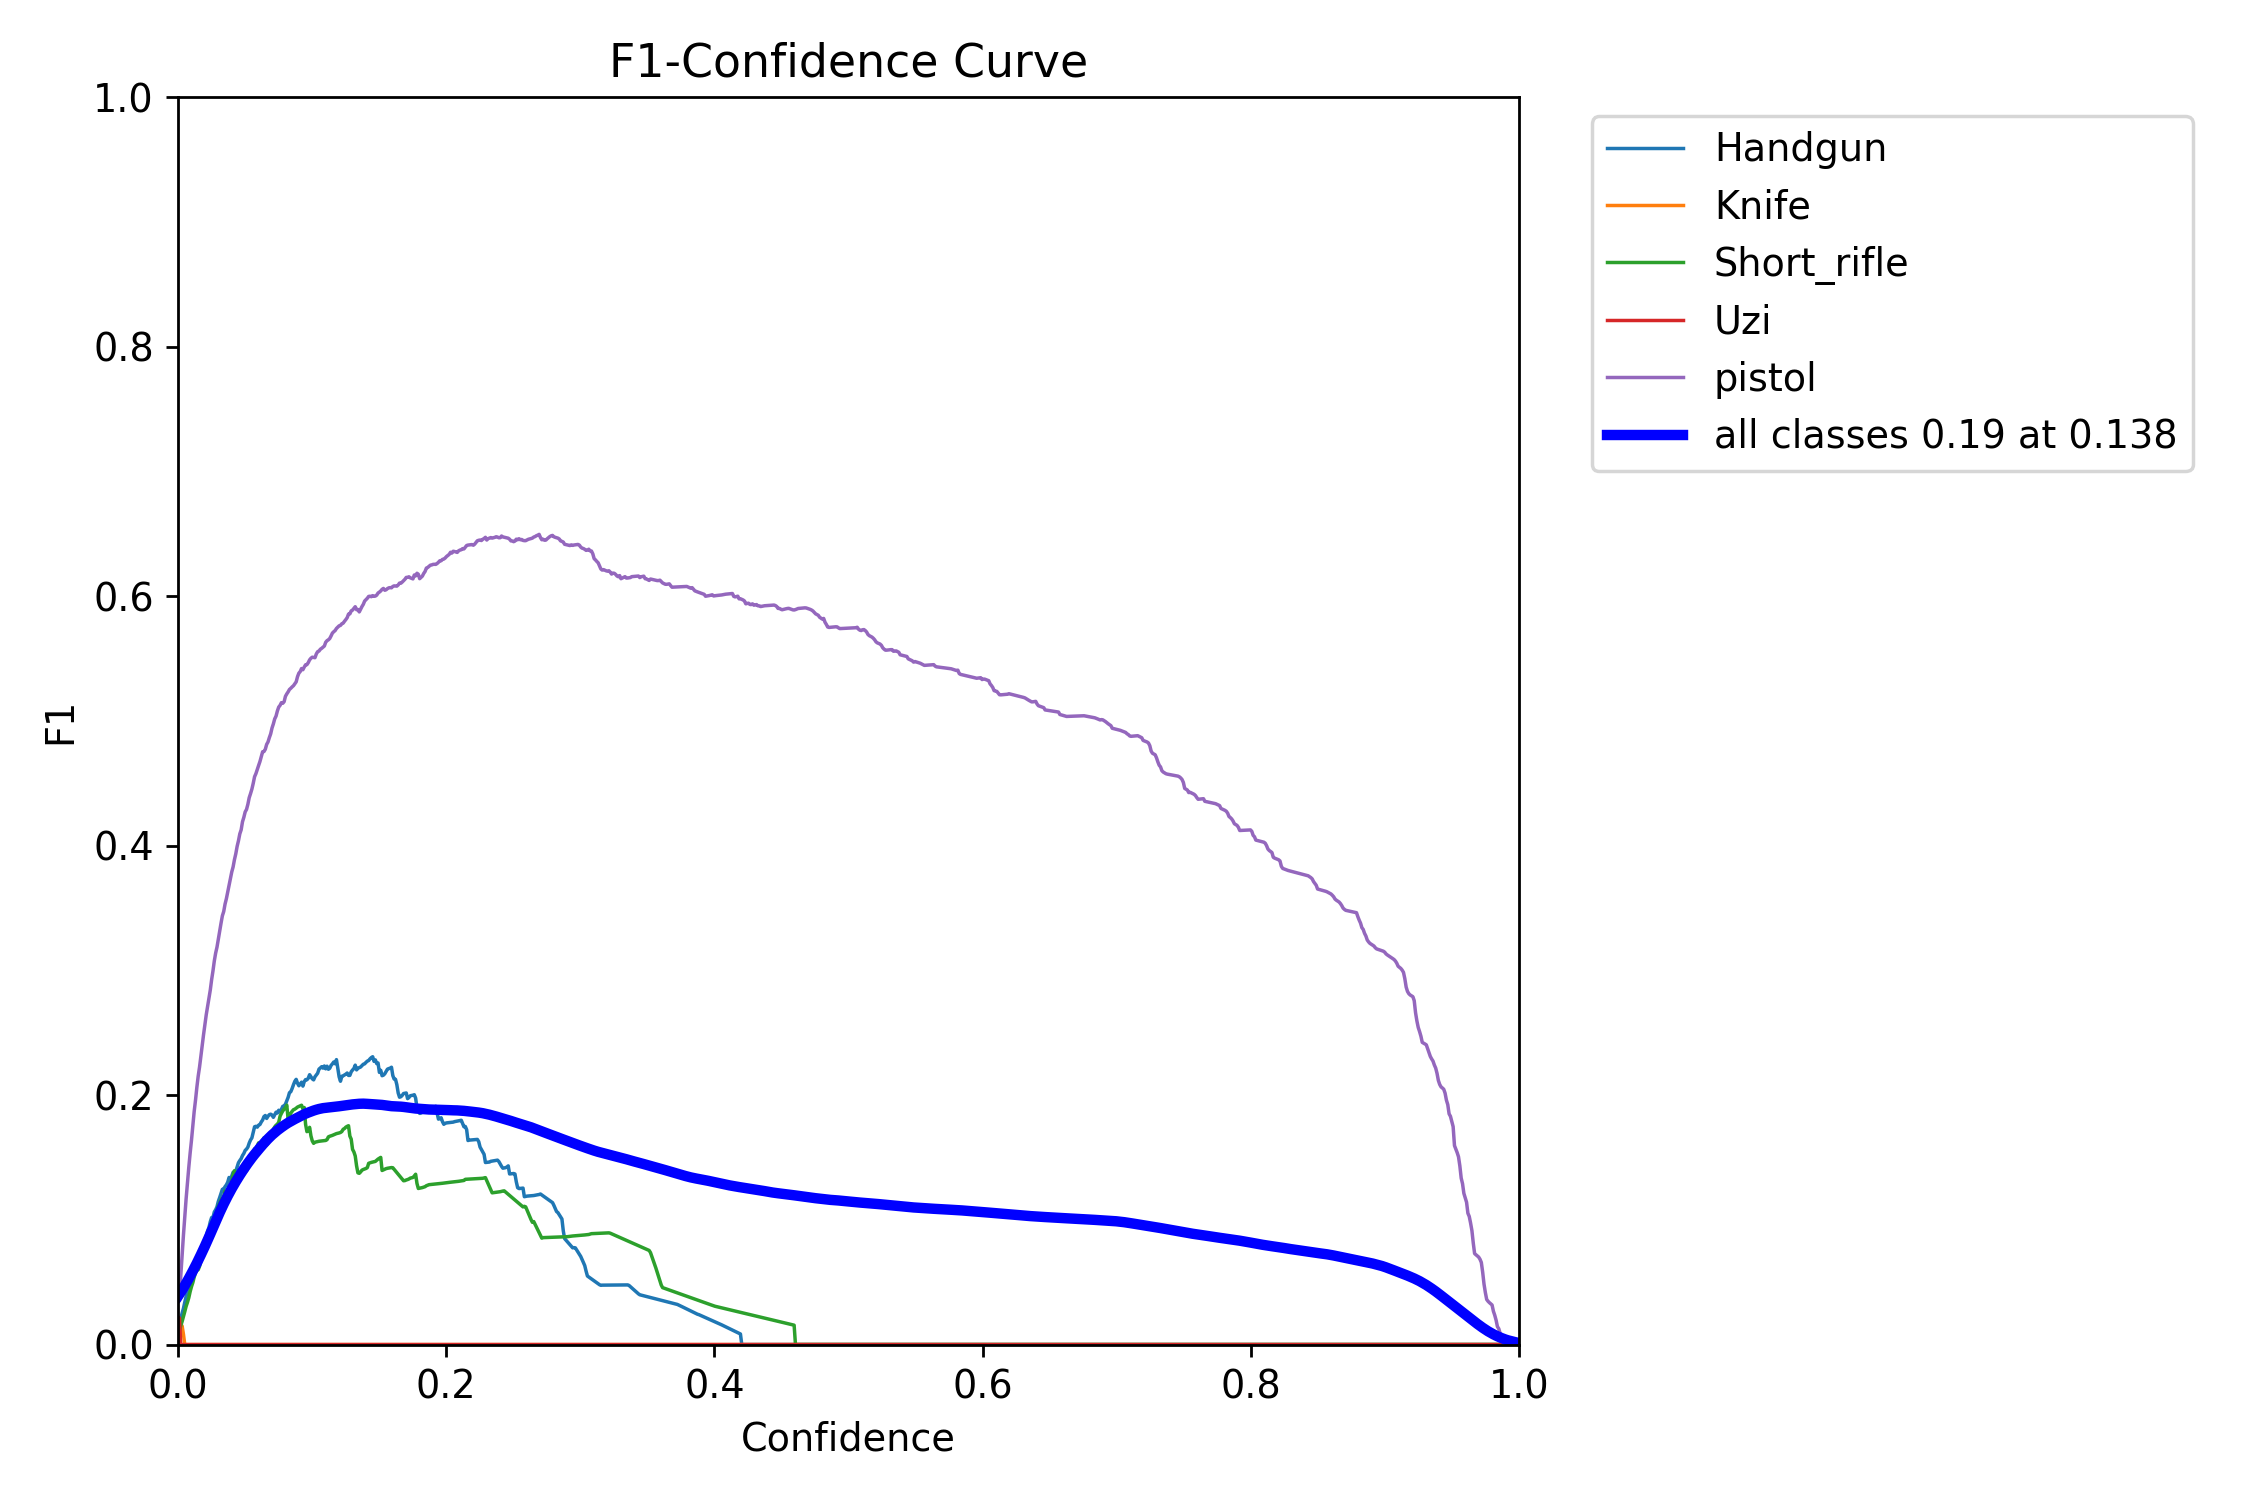 F1-Confidence Curve
1.0
0.8
0.6
0.4
0.2
0.0
F1
0.0 0.2 0.4 0.6 0.8 1.0
Confidence
Handgun
Knife
Short_rifle
Uzi
pistol
all classes 0.19 at 0.138